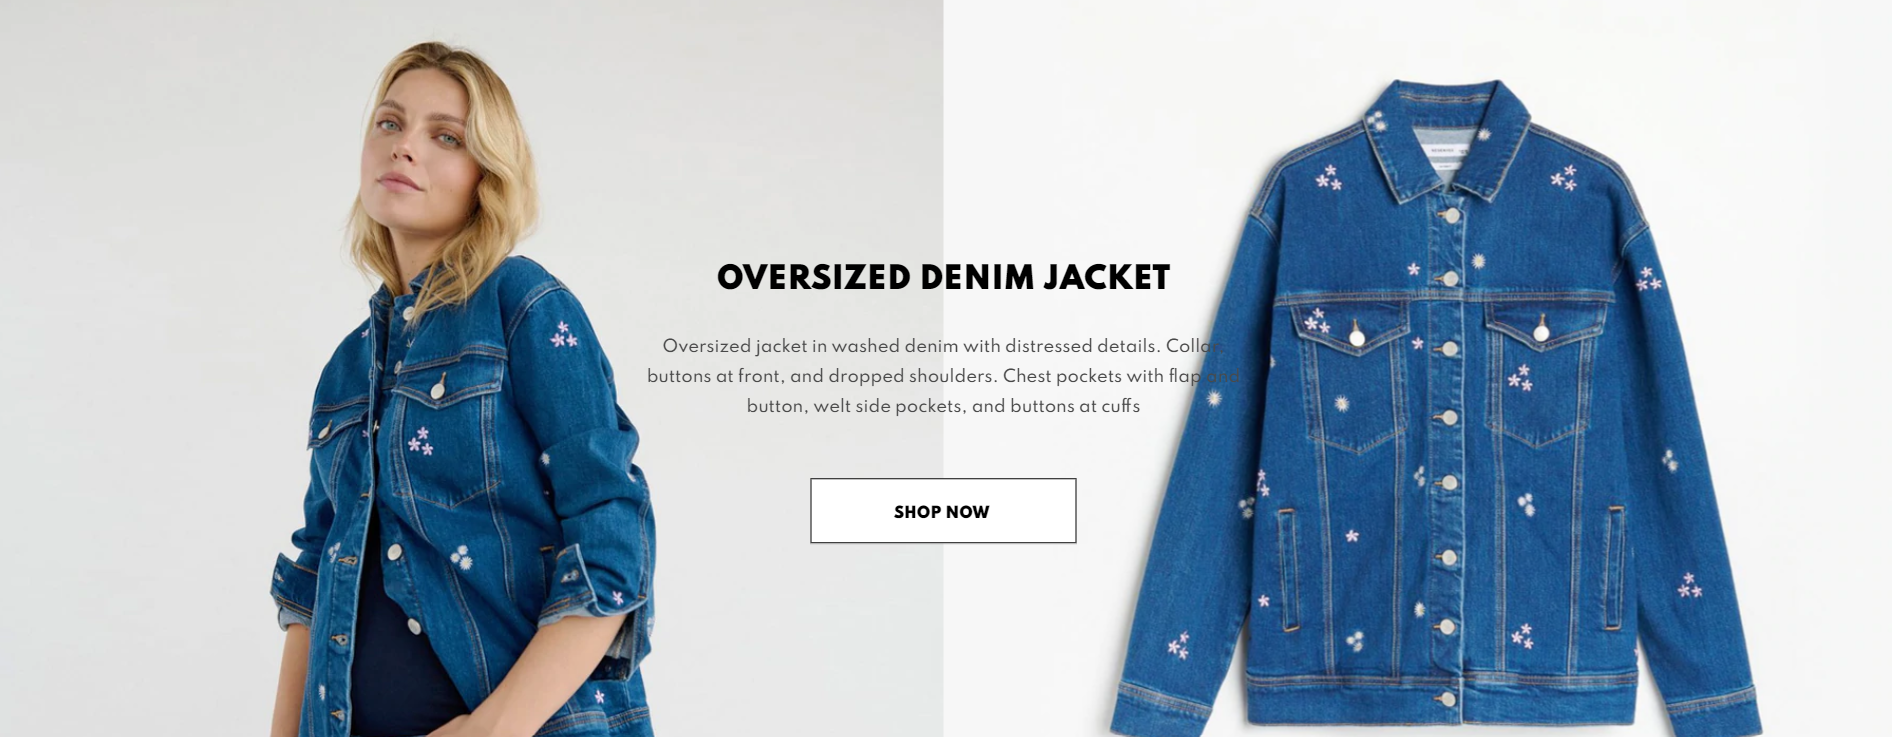 OVERSIZED DENIM JACKET
Oversized jacket in washed denim with distressed details. Collar,
buttons at front, and dropped shoulders. Chest pockets with flap and
button, welt side pockets, and buttons at cuffs
SHOP NOW